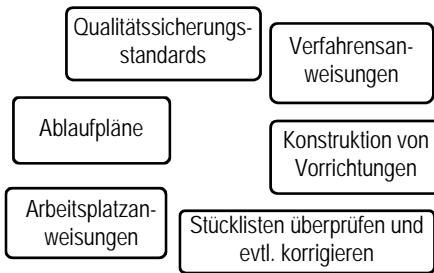 Qualitätssicherungs-
standards
Verfahrensan-
weisungen
Ablaufpläne
Konstruktion von
Vorrichtungen
Arbeitsplatzan-
weisungen
Stücklisten überprüfen und
evtl. korrigieren